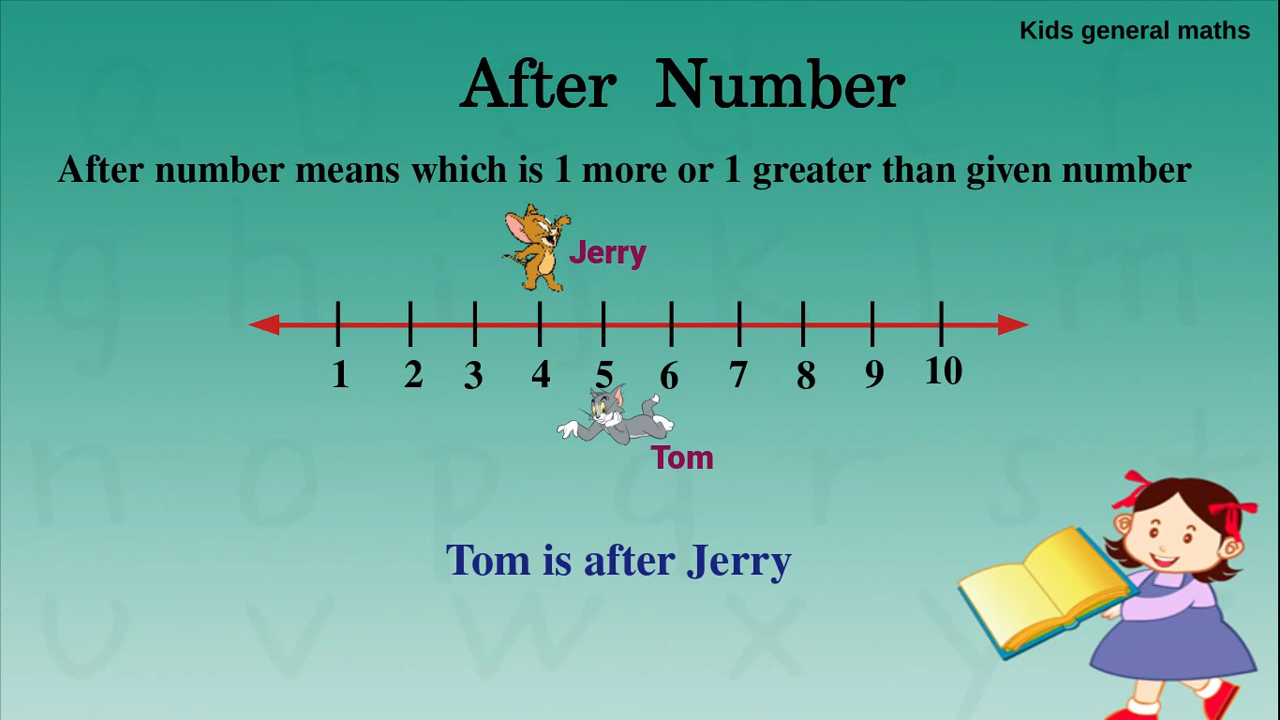 Kids general maths
After Number
After number means which is 1 more or 1 greater than given number
Jerry
1 2 3 4 5 6 7 8 9 10
Tom
Tom is after Jerry
a b c d e f
g h i j k l m
n o p q r s t
u v w x y